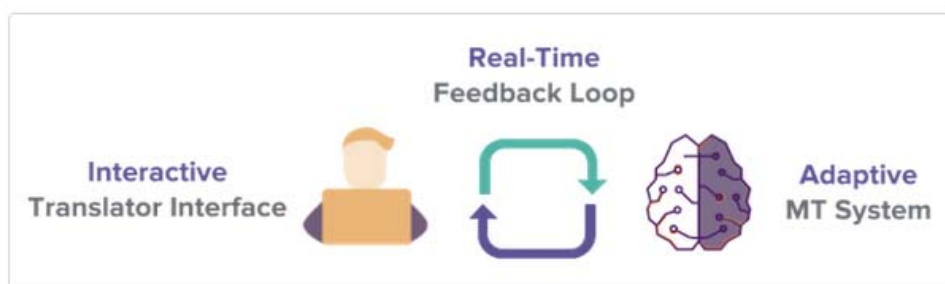 Real-Time
Feedback Loop
Interactive
Translator Interface
Adaptive
MT System